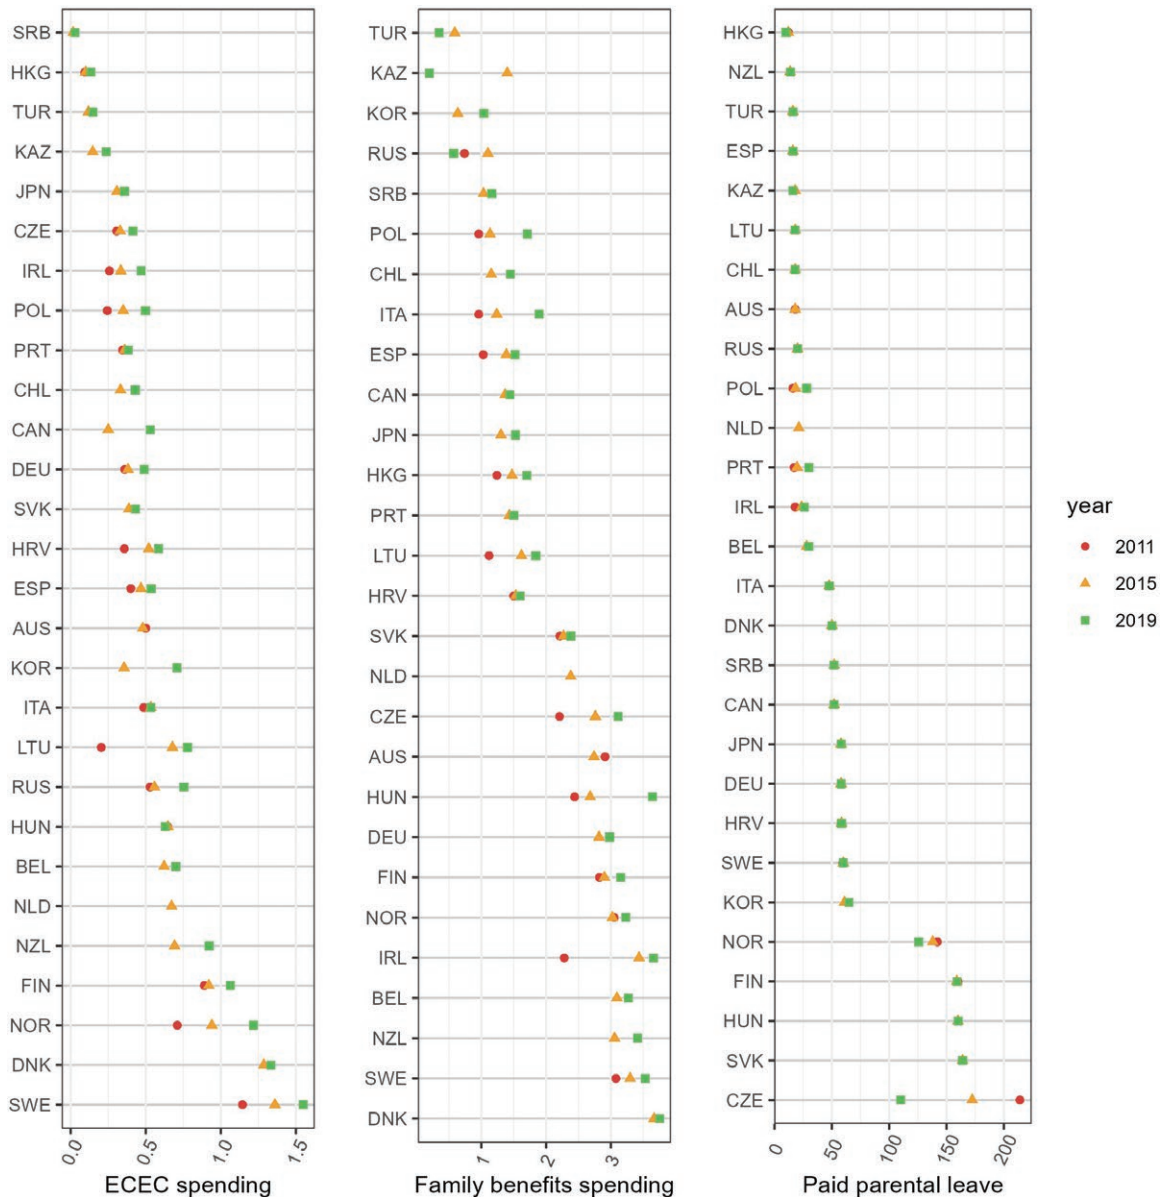 SRB
HKG
TUR
KAZ
JPN
CZE
IRL
POL
PRT
CHL
CAN
DEU
SVK
HRV
ESP
AUS
KOR
ITA
LTU
RUS
HUN
BEL
NLD
NZL
FIN
NOR
DNK
SWE
0.0 0.5 1.0 1.5
ECEC spending
TUR
KAZ
KOR
RUS
SRB
POL
CHL
ITA
ESP
CAN
JPN
HKG
PRT
LTU
HRV
SVK
NLD
CZE
AUS
HUN
DEU
FIN
NOR
IRL
BEL
NZL
SWE
DNK
1 2 3
Family benefits spending
HKG
NZL
TUR
ESP
KAZ
LTU
CHL
AUS
RUS
POL
NLD
PRT
IRL
BEL
ITA
DNK
SRB
CAN
JPN
DEU
HRV
SWE
KOR
NOR
FIN
HUN
SVK
CZE
0 50 100 150 200
Paid parental leave
year
2011
2015
2019